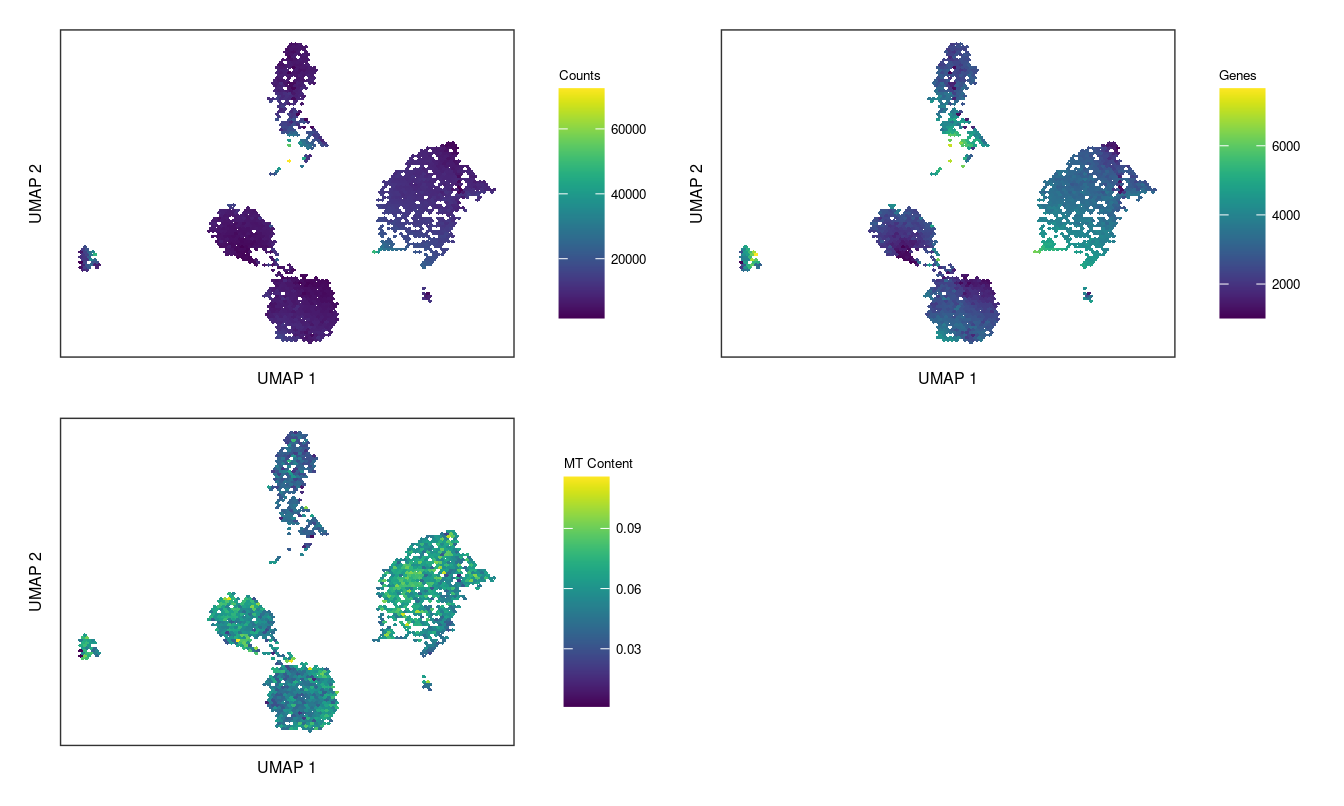 UMAP 2
UMAP 1
Counts
60000
40000
20000
UMAP 2
UMAP 1
Genes
6000
4000
2000
UMAP 2
UMAP 1
MT Content
0.09
0.06
0.03